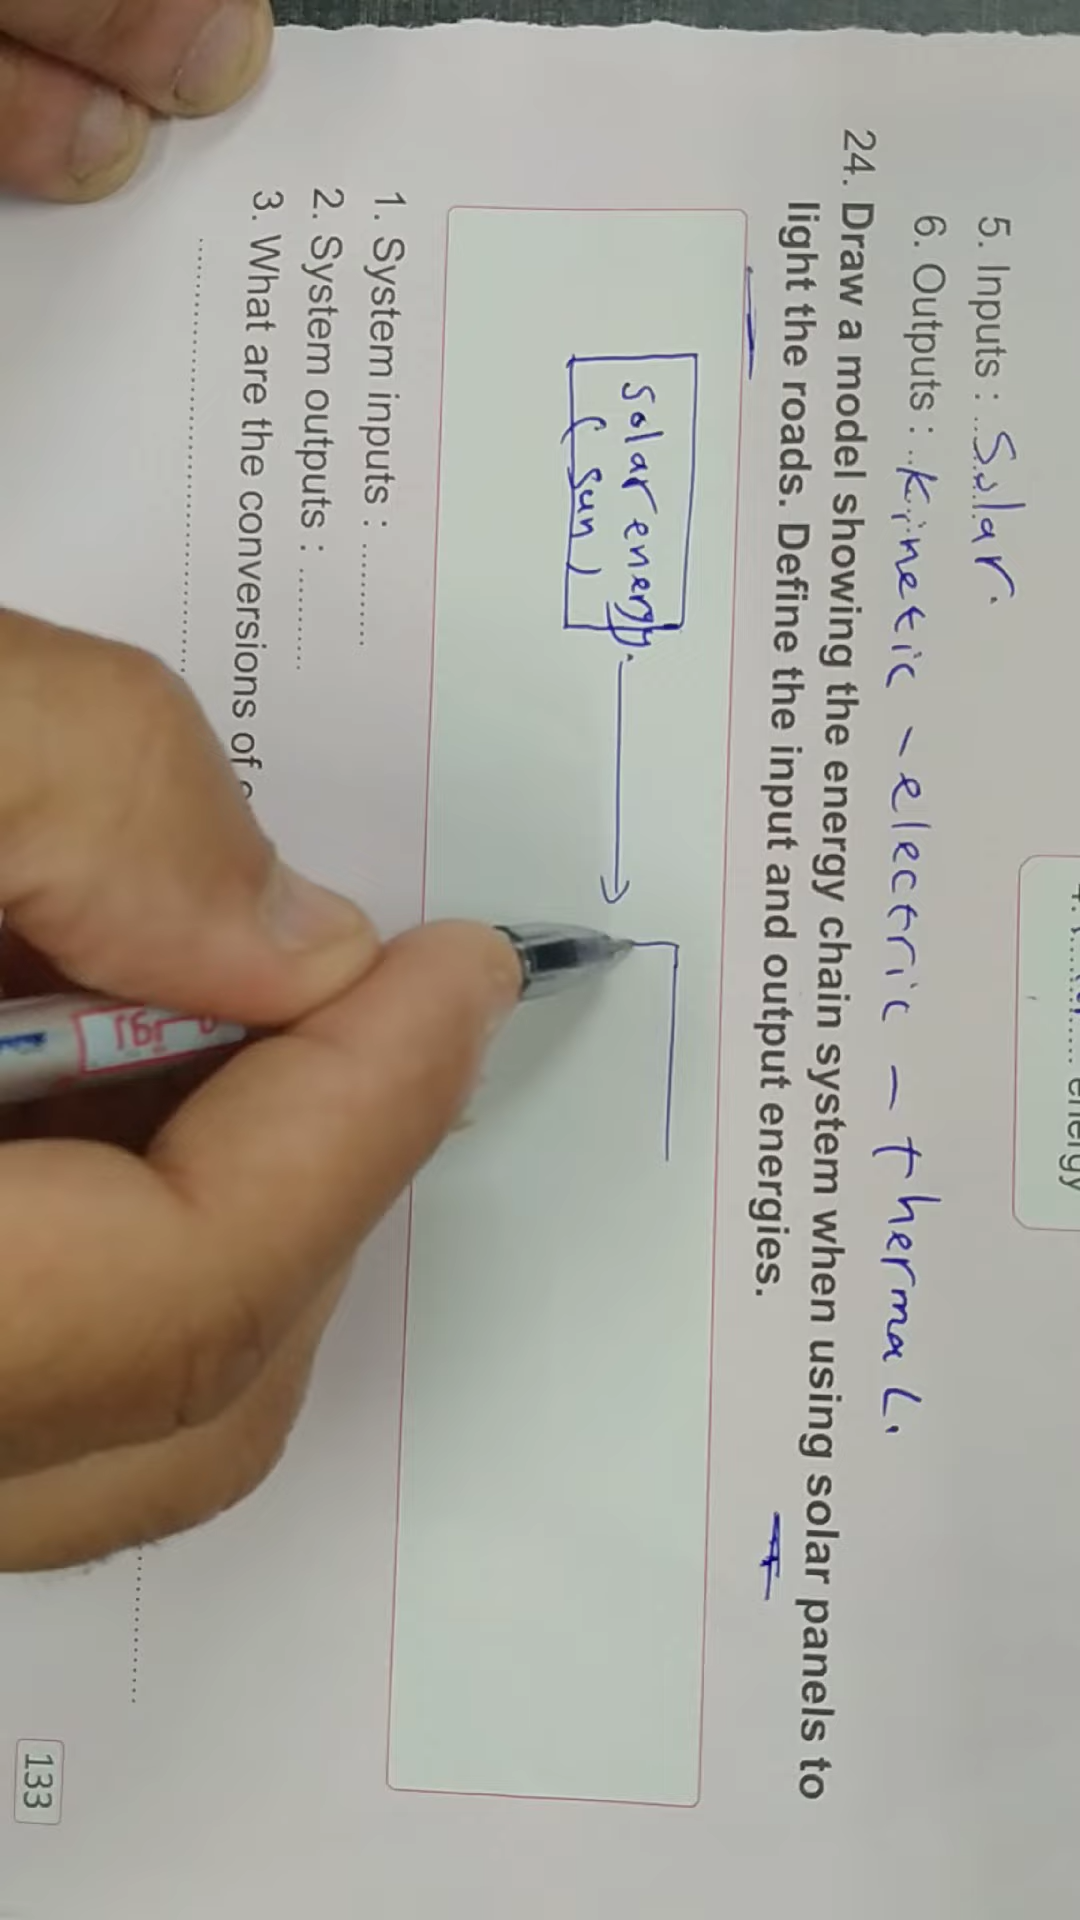 energy
5. Inputs : Solar.
6. Outputs : kinetic - electric - thermal.
24. Draw a model showing the energy chain system when using solar panels to
light the roads. Define the input and output energies.
Solar energy.
(Sun)
1. System inputs : ..........
2. System outputs : ..........
3. What are the conversions of
133